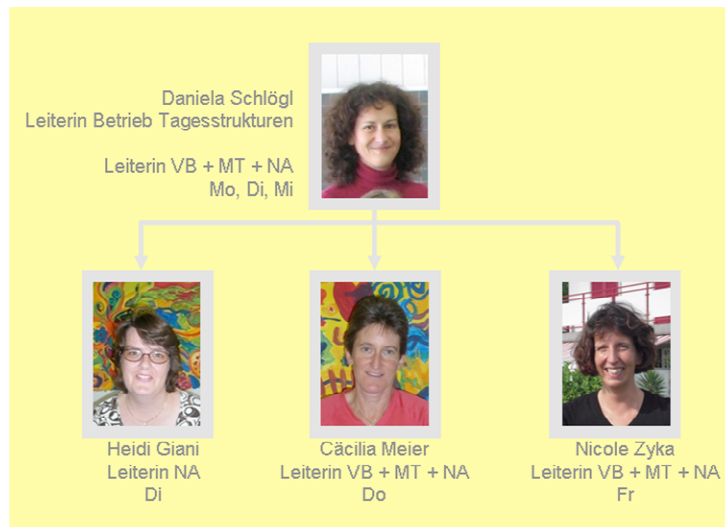 Daniela Schlögl
Leiterin Betrieb Tagesstrukturen
Leiterin VB + MT + NA
Mo, Di, Mi
Heidi Giani
Leiterin NA
Di
Cäcilia Meier
Leiterin VB + MT + NA
Do
Nicole Zyka
Leiterin VB + MT + NA
Fr